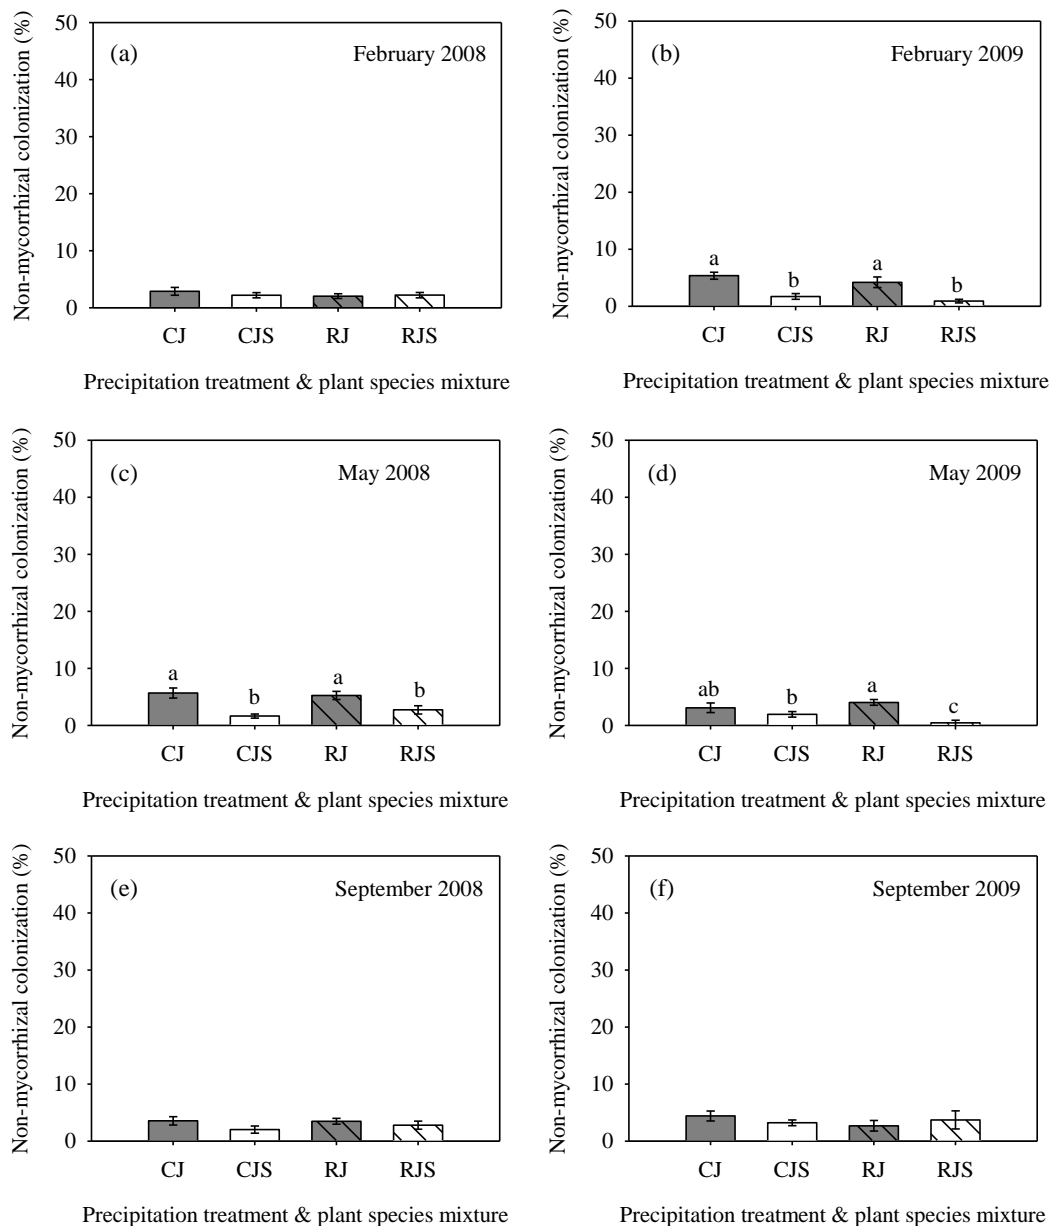 Non-mycorrhizal colonization (%)
50
40
30
20
10
0
(a)
February 2008
CJ CJS RJ RJS
Precipitation treatment & plant species mixture
Non-mycorrhizal colonization (%)
50
40
30
20
10
0
(b)
February 2009
a b a b
CJ CJS RJ RJS
Precipitation treatment & plant species mixture
Non-mycorrhizal colonization (%)
50
40
30
20
10
0
(c)
May 2008
a b a b
CJ CJS RJ RJS
Precipitation treatment & plant species mixture
Non-mycorrhizal colonization (%)
50
40
30
20
10
0
(d)
May 2009
ab b a c
CJ CJS RJ RJS
Precipitation treatment & plant species mixture
Non-mycorrhizal colonization (%)
50
40
30
20
10
0
(e)
September 2008
CJ CJS RJ RJS
Precipitation treatment & plant species mixture
Non-mycorrhizal colonization (%)
50
40
30
20
10
0
(f)
September 2009
CJ CJS RJ RJS
Precipitation treatment & plant species mixture